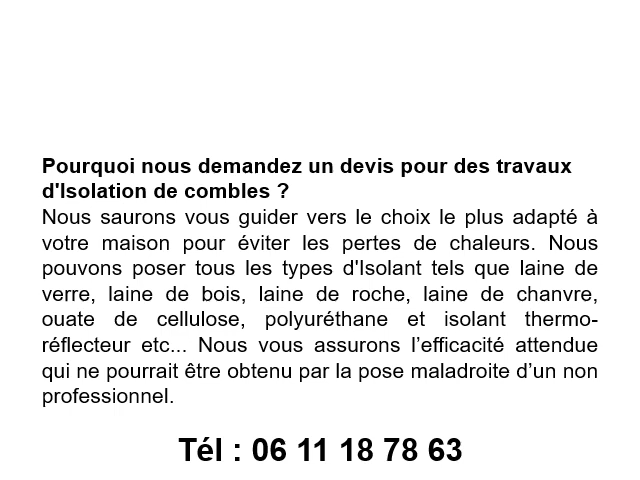 Pourquoi nous demandez un devis pour des travaux
d'Isolation de combles ?
Nous saurons vous guider vers le choix le plus adapté à
votre maison pour éviter les pertes de chaleurs. Nous
pouvons poser tous les types d'Isolant tels que laine de
verre, laine de bois, laine de roche, laine de chanvre,
ouate de cellulose, polyuréthane et isolant thermo-
réflecteur etc... Nous vous assurons l’efficacité attendue
qui ne pourrait être obtenu par la pose maladroite d’un non
professionnel.
Tél : 06 11 18 78 63